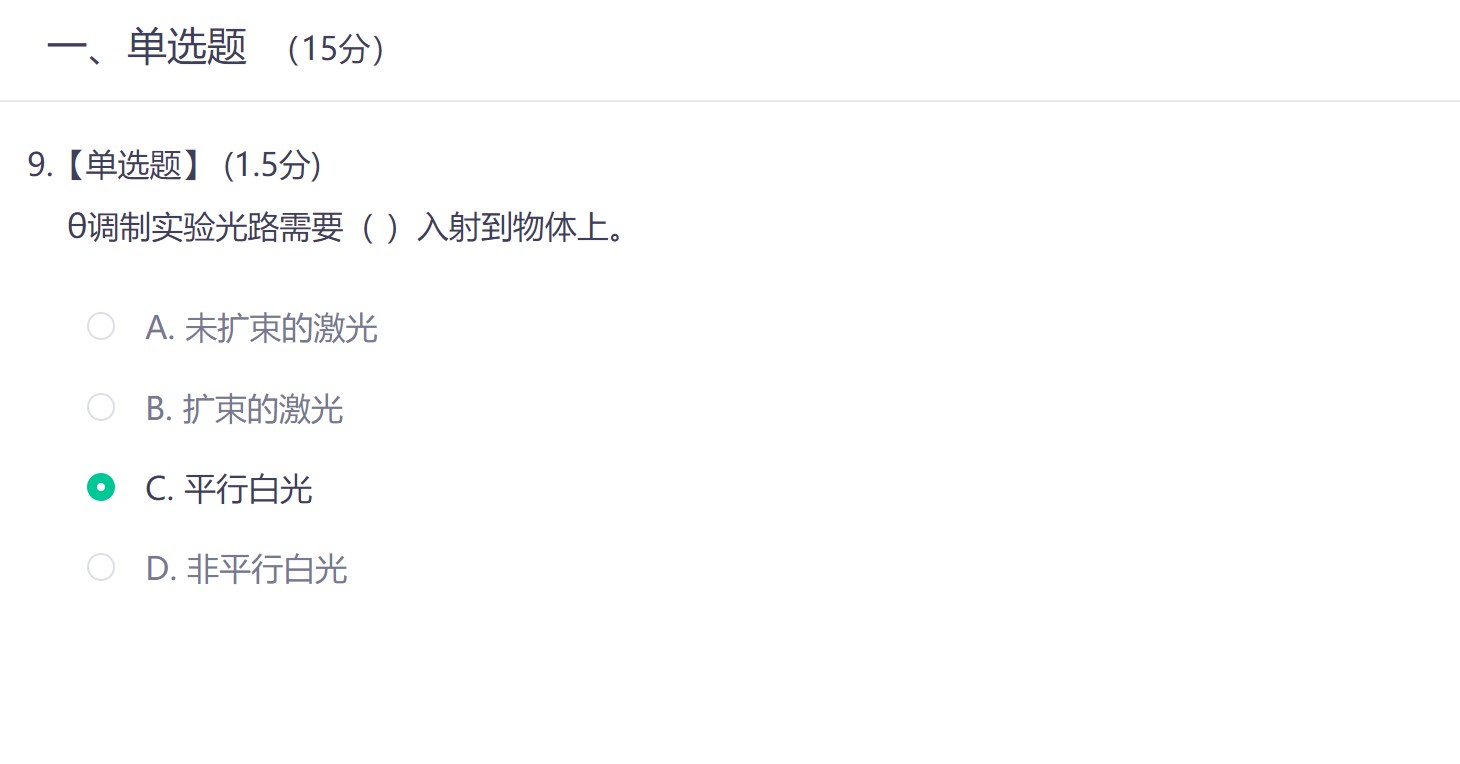 一、单选题 （15分）
9.【单选题】 (1.5分)
θ调制实验光路需要（ ）入射到物体上。
A. 未扩束的激光
B. 扩束的激光
C. 平行白光
D. 非平行白光